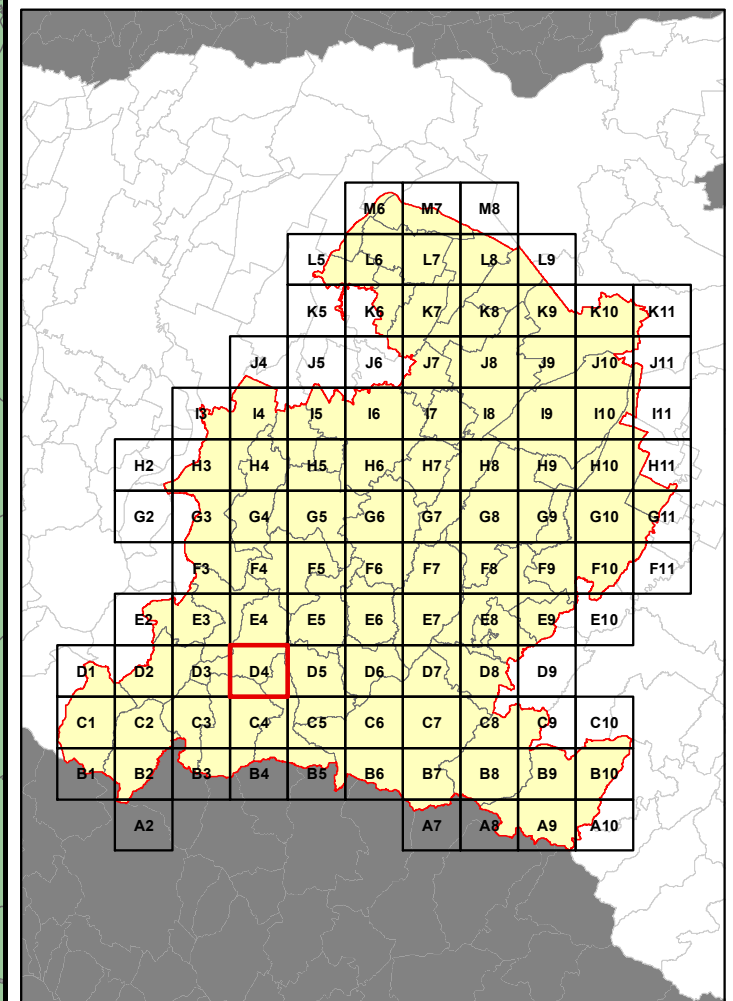 M6 M7 M8
L5 L6 L7 L8 L9
K5 K6 K7 K8 K9 K10 K11
J4 J5 J6 J7 J8 J9 J10 J11
I3 I4 I5 I6 I7 I8 I9 I10 I11
H2 H3 H4 H5 H6 H7 H8 H9 H10 H11
G2 G3 G4 G5 G6 G7 G8 G9 G10 G11
F3 F4 F5 F6 F7 F8 F9 F10 F11
E2 E3 E4 E5 E6 E7 E8 E9 E10
D1 D2 D3 D4 D5 D6 D7 D8 D9
C1 C2 C3 C4 C5 C6 C7 C8 C9 C10
B1 B2 B3 B4 B5 B6 B7 B8 B9 B10
A2 A7 A8 A9 A10